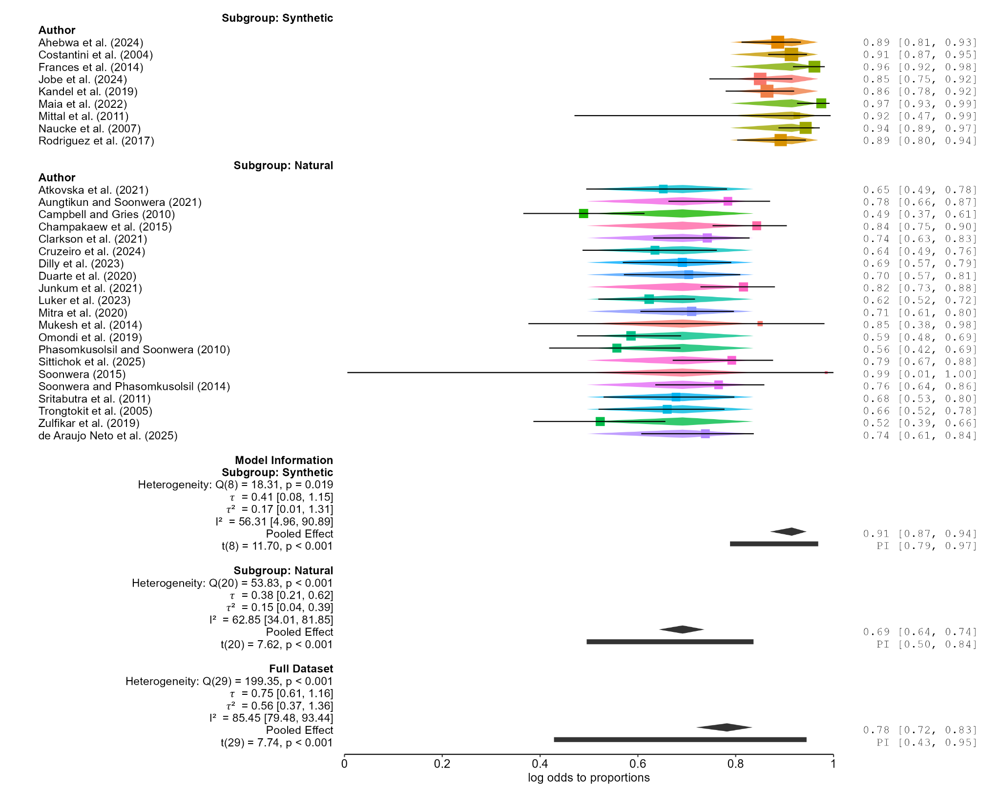 Subgroup: Synthetic
Author
Ahebwa et al. (2024) 0.89 [0.81, 0.93]
Costantini et al. (2004) 0.91 [0.87, 0.95]
Frances et al. (2014) 0.96 [0.92, 0.98]
Jobe et al. (2024) 0.85 [0.75, 0.92]
Kandel et al. (2019) 0.86 [0.78, 0.92]
Maia et al. (2022) 0.97 [0.93, 0.99]
Mittal et al. (2011) 0.92 [0.47, 0.99]
Naucke et al. (2007) 0.94 [0.89, 0.97]
Rodriguez et al. (2017) 0.89 [0.80, 0.94]
Subgroup: Natural
Author
Atkovska et al. (2021) 0.65 [0.49, 0.78]
Aungtikun and Soonwera (2021) 0.78 [0.66, 0.87]
Campbell and Gries (2010) 0.49 [0.37, 0.61]
Champakaew et al. (2015) 0.84 [0.75, 0.90]
Clarkson et al. (2021) 0.74 [0.63, 0.83]
Cruzeiro et al. (2024) 0.64 [0.49, 0.76]
Dilly et al. (2023) 0.69 [0.57, 0.79]
Duarte et al. (2020) 0.70 [0.57, 0.81]
Junkum et al. (2021) 0.82 [0.73, 0.88]
Luker et al. (2023) 0.62 [0.52, 0.72]
Mitra et al. (2020) 0.71 [0.61, 0.80]
Mukesh et al. (2014) 0.85 [0.38, 0.98]
Omondi et al. (2019) 0.59 [0.48, 0.69]
Phasomkusolsil and Soonwera (2010) 0.56 [0.42, 0.69]
Sittichok et al. (2025) 0.79 [0.67, 0.88]
Soonwera (2015) 0.99 [0.01, 1.00]
Soonwera and Phasomkusolsil (2014) 0.76 [0.64, 0.86]
Sritabutra et al. (2011) 0.68 [0.53, 0.80]
Trongtokit et al. (2005) 0.66 [0.52, 0.78]
Zulfikar et al. (2019) 0.52 [0.39, 0.66]
de Araujo Neto et al. (2025) 0.74 [0.61, 0.84]
Model Information
Subgroup: Synthetic
Heterogeneity: Q(8) = 18.31, p = 0.019
τ = 0.41 [0.08, 1.15]
τ² = 0.17 [0.01, 1.31]
I² = 56.31 [4.96, 90.89]
Pooled Effect 0.91 [0.87, 0.94]
t(8) = 11.70, p < 0.001 PI [0.79, 0.97]
Subgroup: Natural
Heterogeneity: Q(20) = 53.83, p < 0.001
τ = 0.38 [0.21, 0.62]
τ² = 0.15 [0.04, 0.39]
I² = 62.85 [34.01, 81.85]
Pooled Effect 0.69 [0.64, 0.74]
t(20) = 7.62, p < 0.001 PI [0.50, 0.84]
Full Dataset
Heterogeneity: Q(29) = 199.35, p < 0.001
τ = 0.75 [0.61, 1.16]
τ² = 0.56 [0.37, 1.36]
I² = 85.45 [79.48, 93.44]
Pooled Effect 0.78 [0.72, 0.83]
t(29) = 7.74, p < 0.001 PI [0.43, 0.95]
0 0.2 0.4 0.6 0.8 1
log odds to proportions